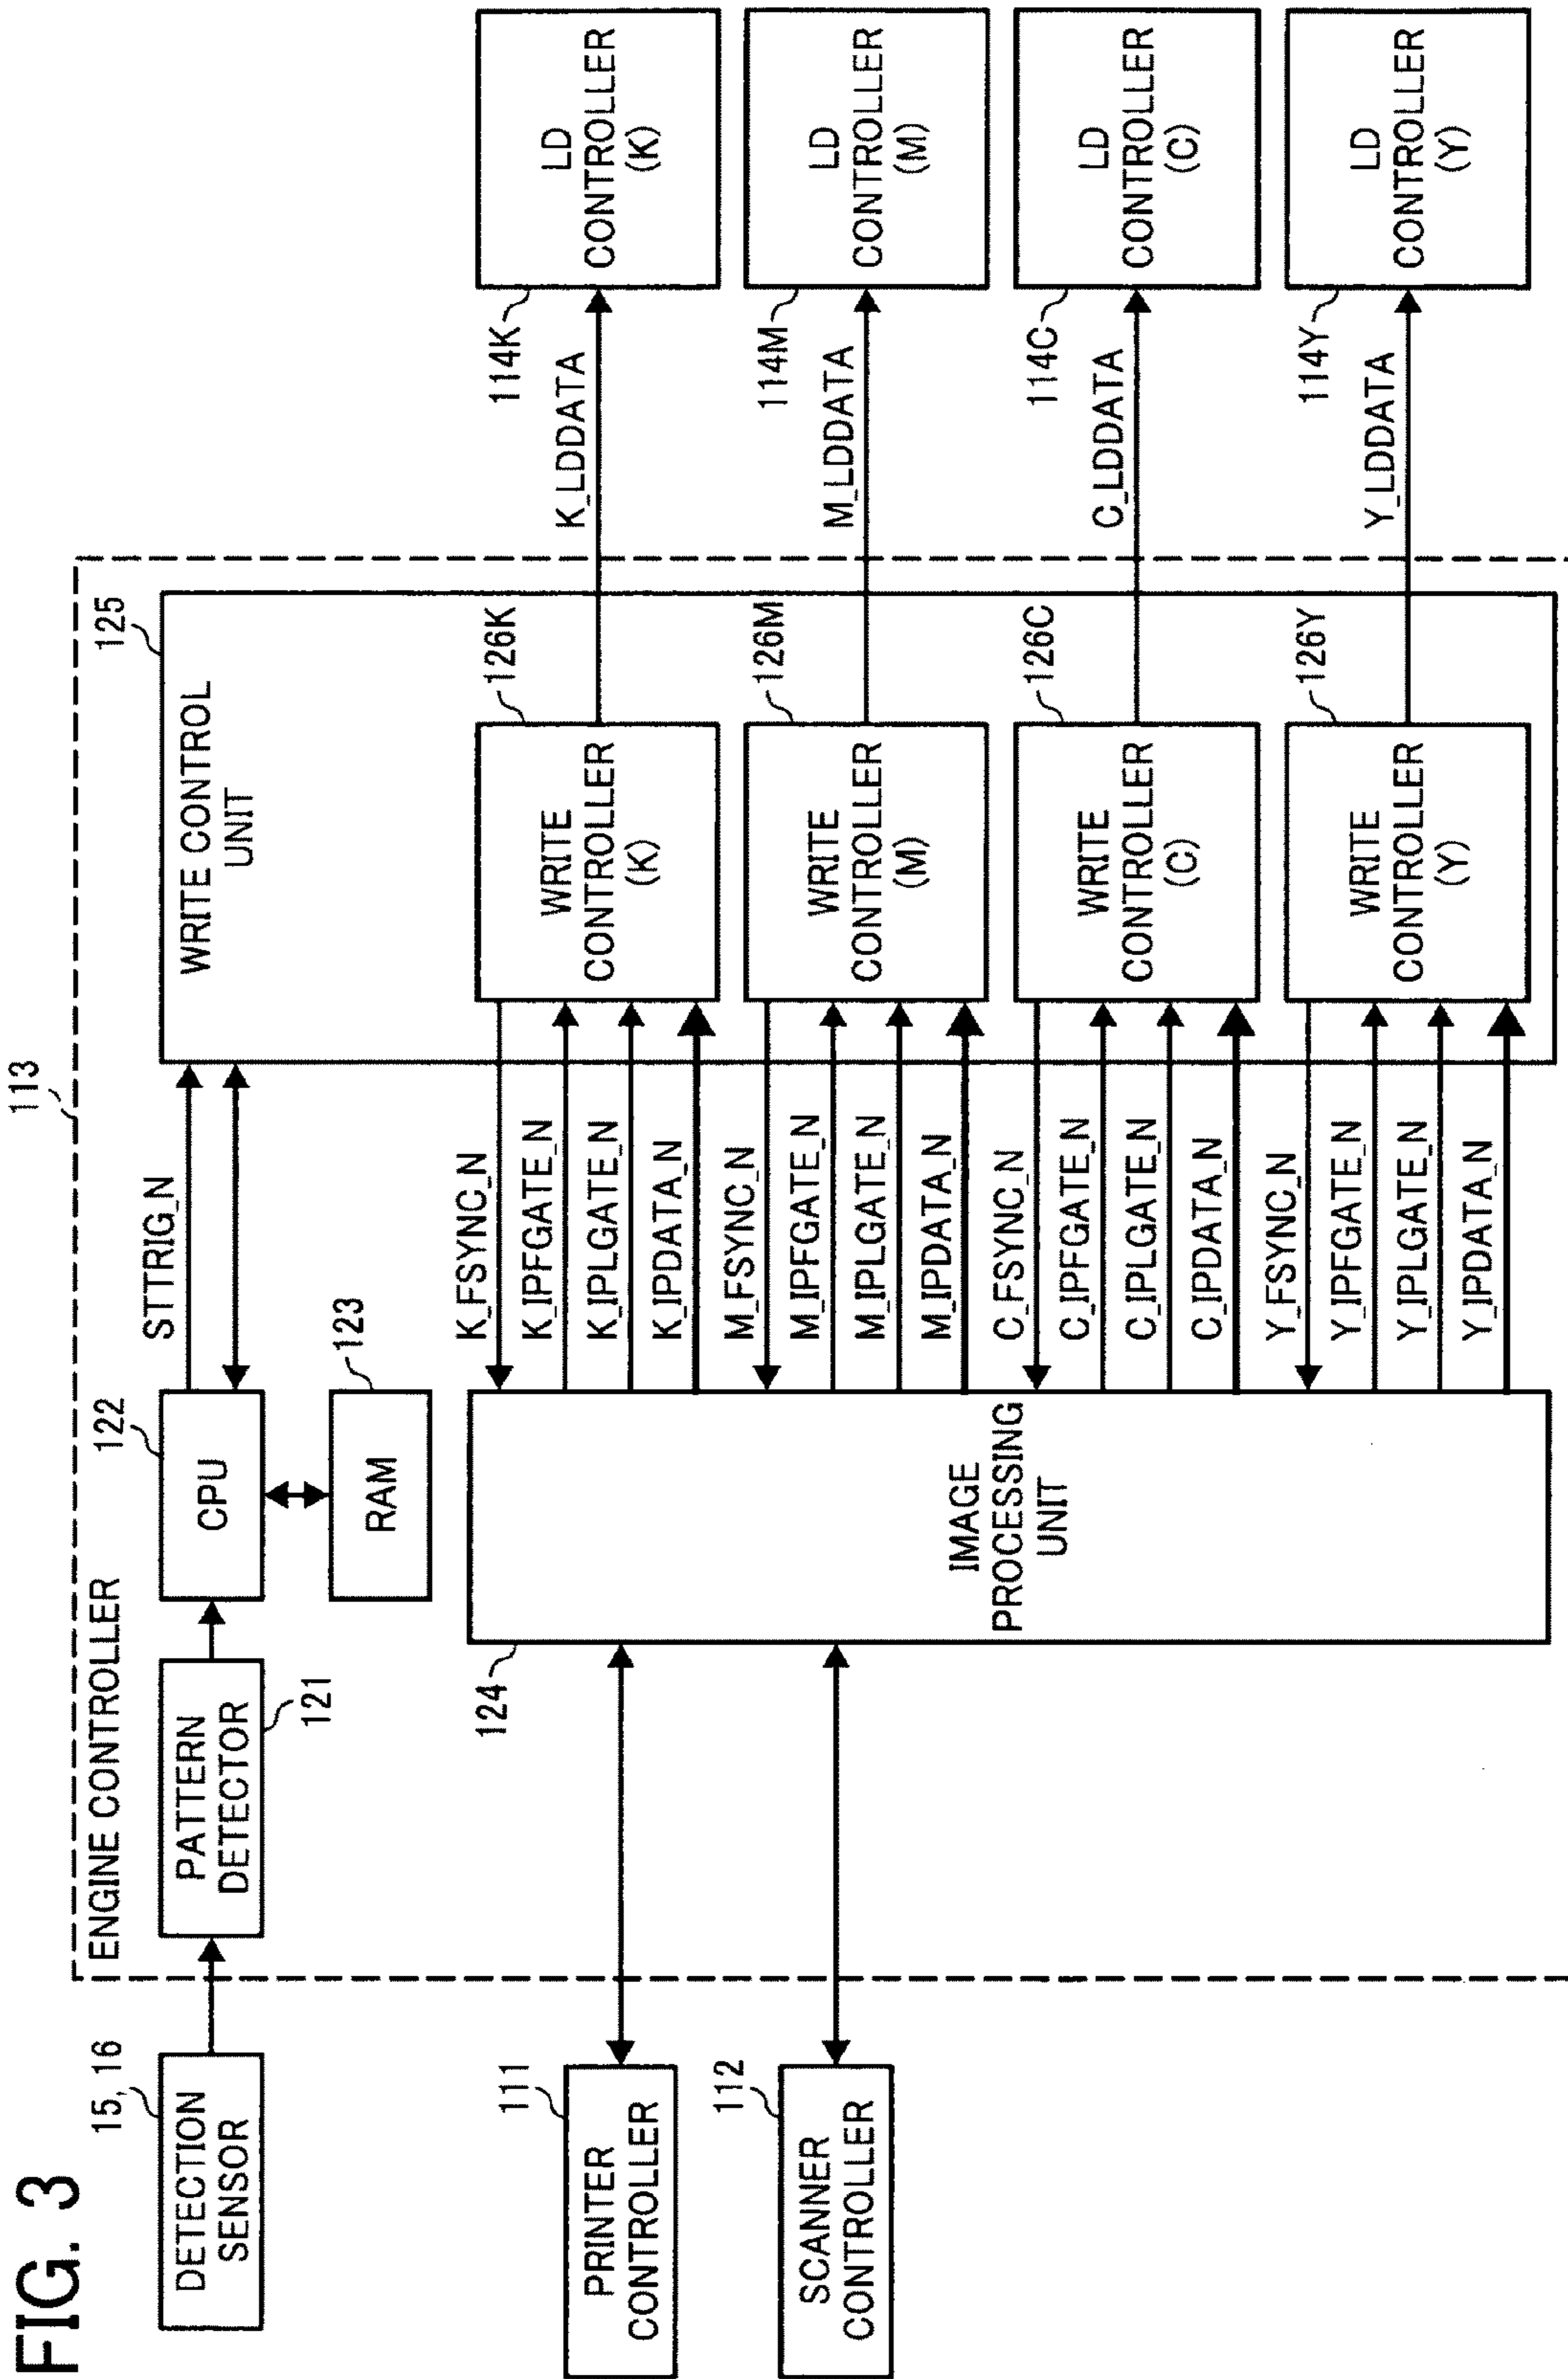 FIG. 3
113
ENGINE CONTROLLER
15, 16
DETECTION
SENSOR
PATTERN
DETECTOR
121
122
CPU
123
RAM
STTRIG_N
125
WRITE CONTROL
UNIT
111
PRINTER
CONTROLLER
112
SCANNER
CONTROLLER
124
IMAGE
PROCESSING
UNIT
K_FSYNC_N
K_IPFGATE_N
K_IPLGATE_N
K_IPDATA_N
M_FSYNC_N
M_IPFGATE_N
M_IPLGATE_N
M_IPDATA_N
C_FSYNC_N
C_IPFGATE_N
C_IPLGATE_N
C_IPDATA_N
Y_FSYNC_N
Y_IPFGATE_N
Y_IPLGATE_N
Y_IPDATA_N
126K
WRITE
CONTROLLER
(K)
126M
WRITE
CONTROLLER
(M)
126C
WRITE
CONTROLLER
(C)
126Y
WRITE
CONTROLLER
(Y)
K_LDDATA
M_LDDATA
C_LDDATA
Y_LDDATA
114K
LD
CONTROLLER
(K)
114M
LD
CONTROLLER
(M)
114C
LD
CONTROLLER
(C)
114Y
LD
CONTROLLER
(Y)